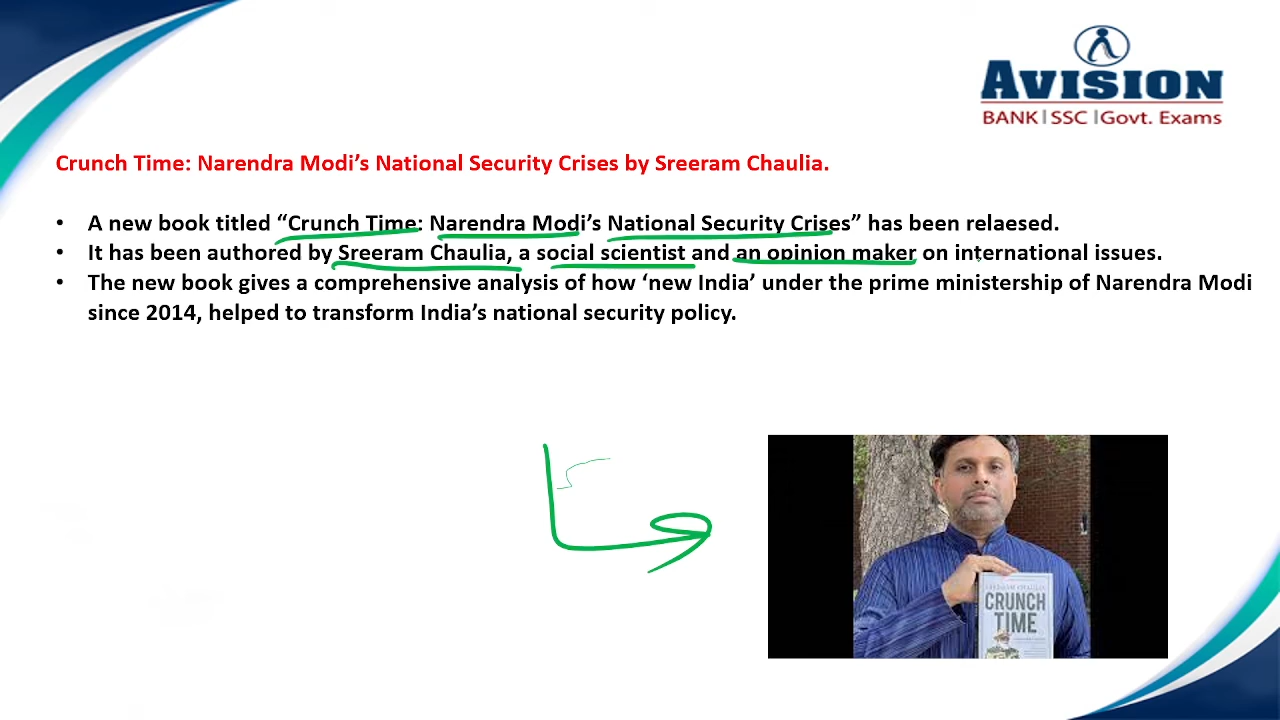 AVISION
BANK | SSC | Govt. Exams
Crunch Time: Narendra Modi’s National Security Crises by Sreeram Chaulia.
• A new book titled “Crunch Time: Narendra Modi’s National Security Crises” has been relaesed.
• It has been authored by Sreeram Chaulia, a social scientist and an opinion maker on international issues.
• The new book gives a comprehensive analysis of how ‘new India’ under the prime ministership of Narendra Modi
since 2014, helped to transform India’s national security policy.
CRUNCH
TIME